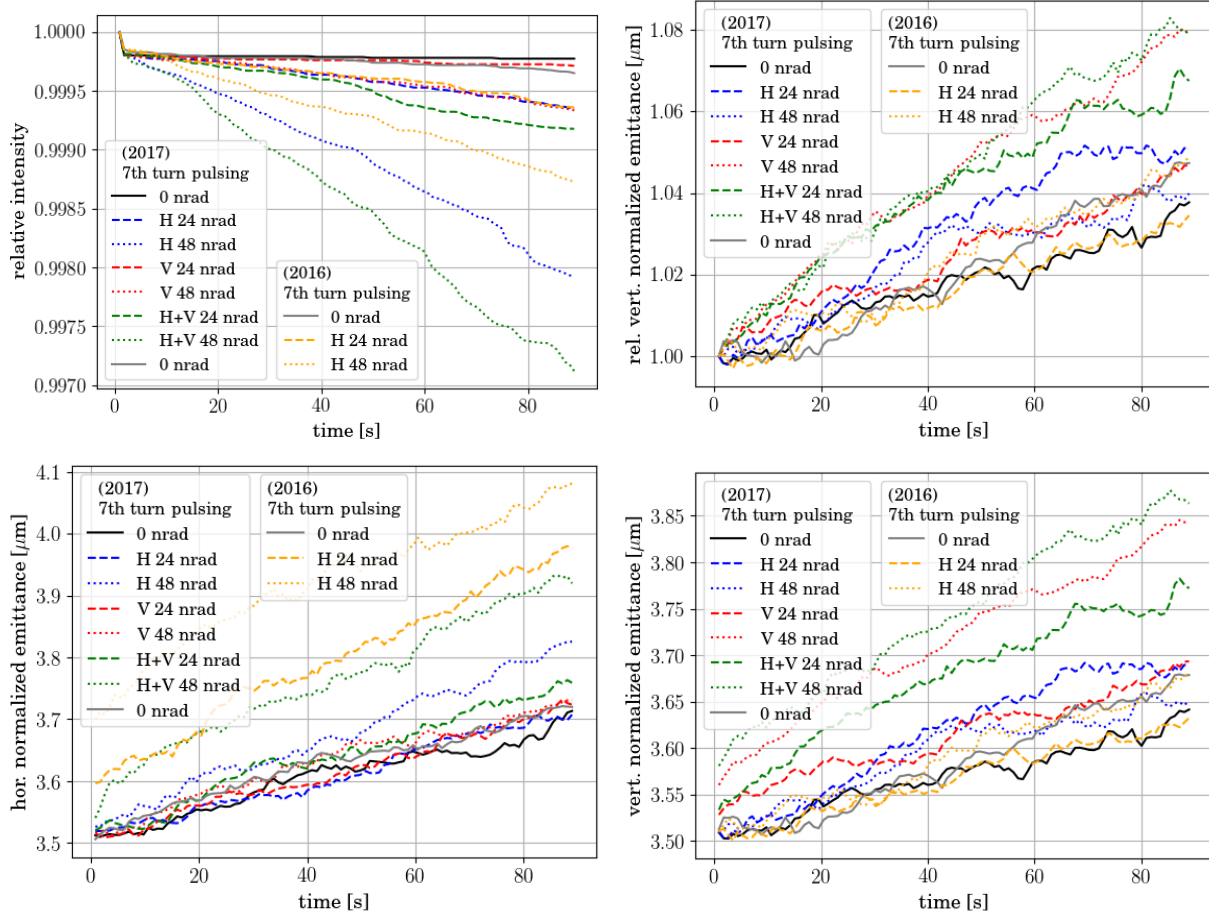 1.0000
0.9995
0.9990
0.9985
0.9980
0.9975
0.9970
relative intensity
(2017)
7th turn pulsing
0 nrad
H 24 nrad
H 48 nrad
V 24 nrad
V 48 nrad
H+V 24 nrad
H+V 48 nrad
0 nrad
(2016)
7th turn pulsing
0 nrad
H 24 nrad
H 48 nrad
0 20 40 60 80
time [s]
1.08
1.06
1.04
1.02
1.00
rel. vert. normalized emittance [μm]
(2017)
7th turn pulsing
0 nrad
H 24 nrad
H 48 nrad
V 24 nrad
V 48 nrad
H+V 24 nrad
H+V 48 nrad
0 nrad
(2016)
7th turn pulsing
0 nrad
H 24 nrad
H 48 nrad
0 20 40 60 80
time [s]
4.1
4.0
3.9
3.8
3.7
3.6
3.5
hor. normalized emittance [μm]
(2017)
7th turn pulsing
0 nrad
H 24 nrad
H 48 nrad
V 24 nrad
V 48 nrad
H+V 24 nrad
H+V 48 nrad
0 nrad
(2016)
7th turn pulsing
0 nrad
H 24 nrad
H 48 nrad
0 20 40 60 80
time [s]
3.85
3.80
3.75
3.70
3.65
3.60
3.55
3.50
vert. normalized emittance [μm]
(2017)
7th turn pulsing
0 nrad
H 24 nrad
H 48 nrad
V 24 nrad
V 48 nrad
H+V 24 nrad
H+V 48 nrad
0 nrad
(2016)
7th turn pulsing
0 nrad
H 24 nrad
H 48 nrad
0 20 40 60 80
time [s]